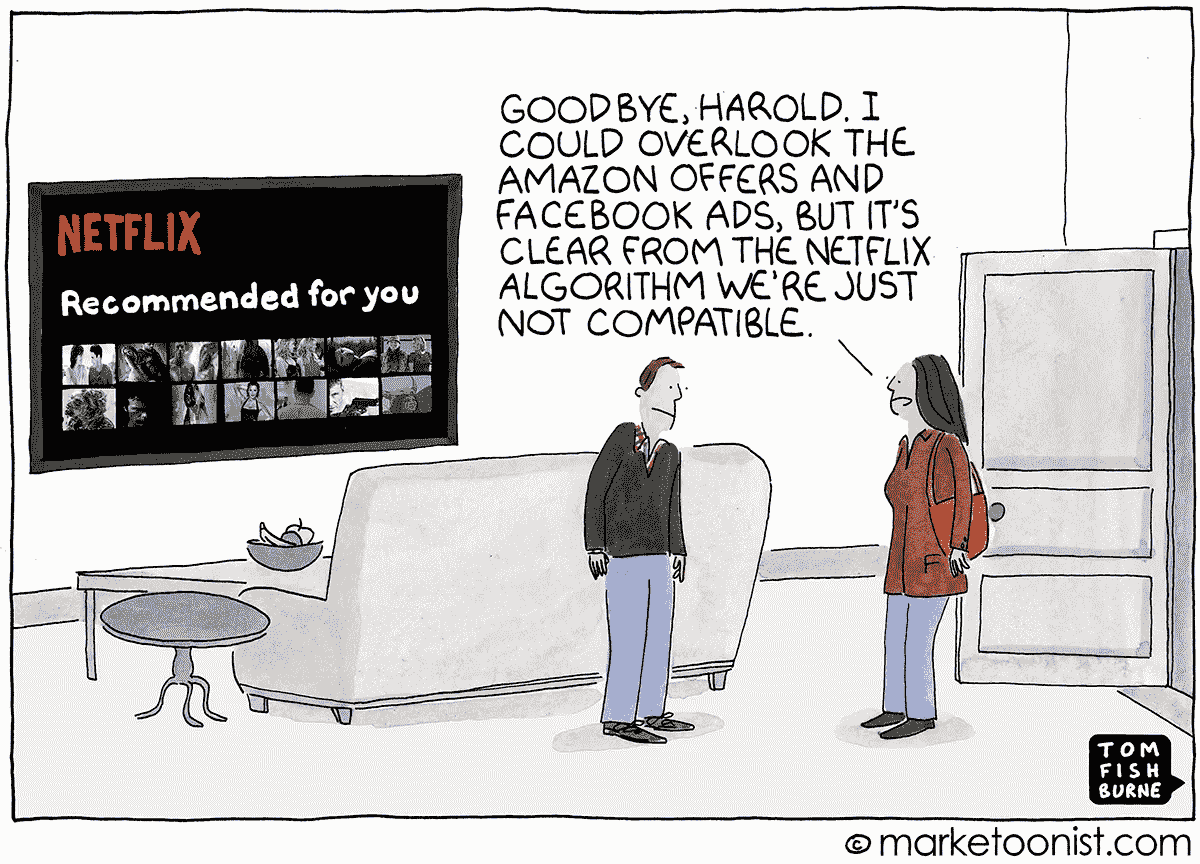 GOODBYE, HAROLD. I
COULD OVERLOOK THE
AMAZON OFFERS AND
FACEBOOK ADS, BUT IT'S
CLEAR FROM THE NETFLIX
ALGORITHM WE'RE JUST
NOT COMPATIBLE.
NETFLIX
Recommended for you
TOM
FISH
BURNE
© marketoonist.com